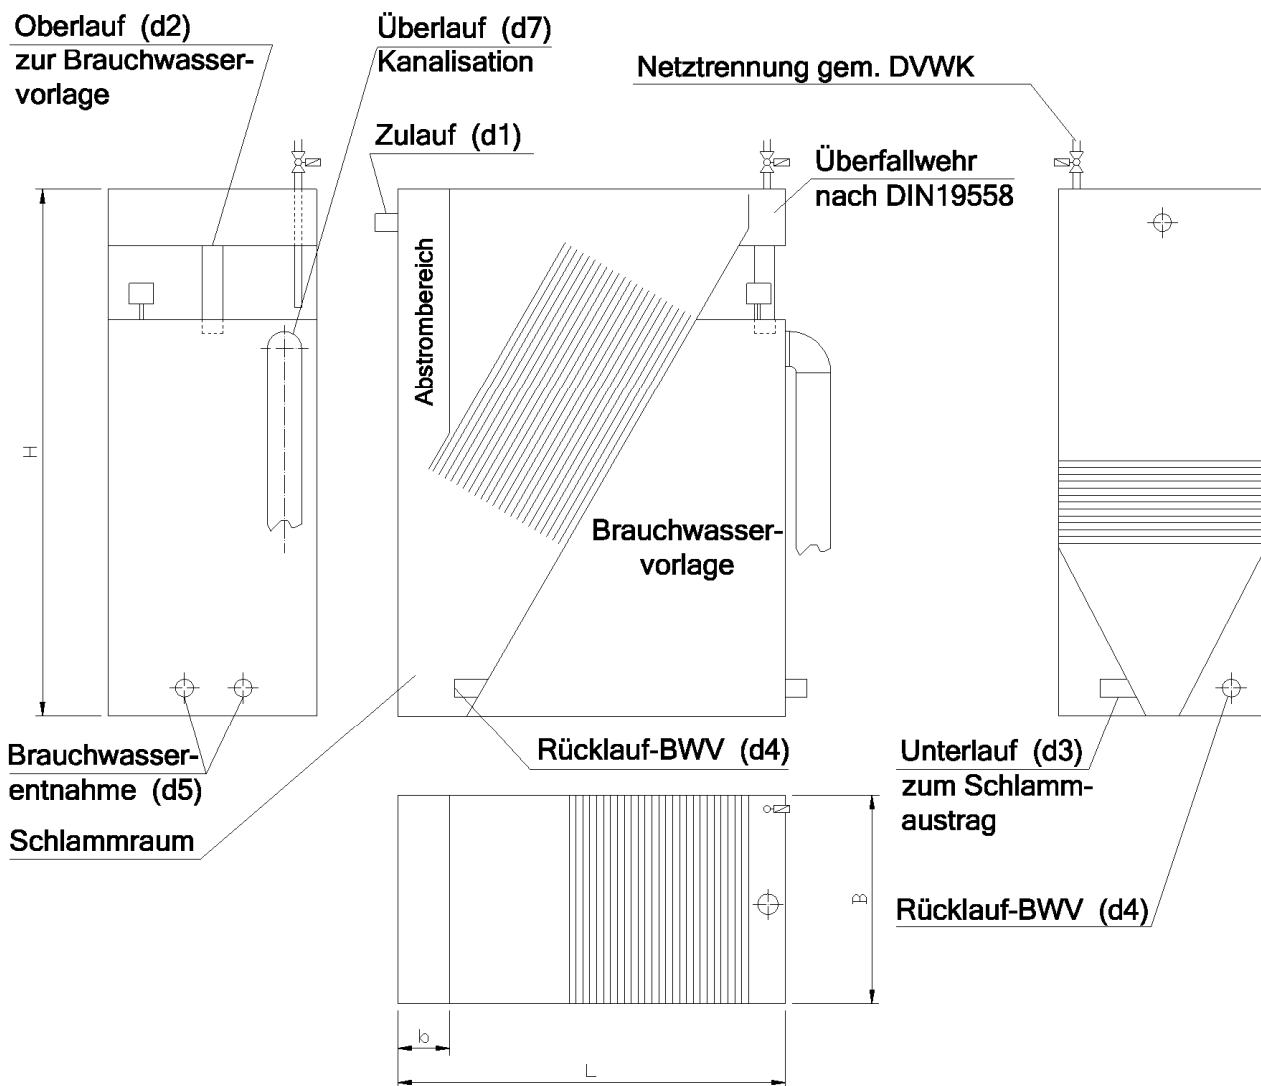 Oberlauf (d2)
zur Brauchwasser-
vorlage
Überlauf (d7)
Kanalisation
Netztrennung gem. DVWK
Zulauf (d1)
Überfallwehr
nach DIN19558
Abstrombereich
H
Brauchwasser-
vorlage
Brauchwasser-
entnahme (d5)
Schlammraum
Rücklauf-BWV (d4)
Unterlauf (d3)
zum Schlamm-
austrag
Rücklauf-BWV (d4)
B
b
L